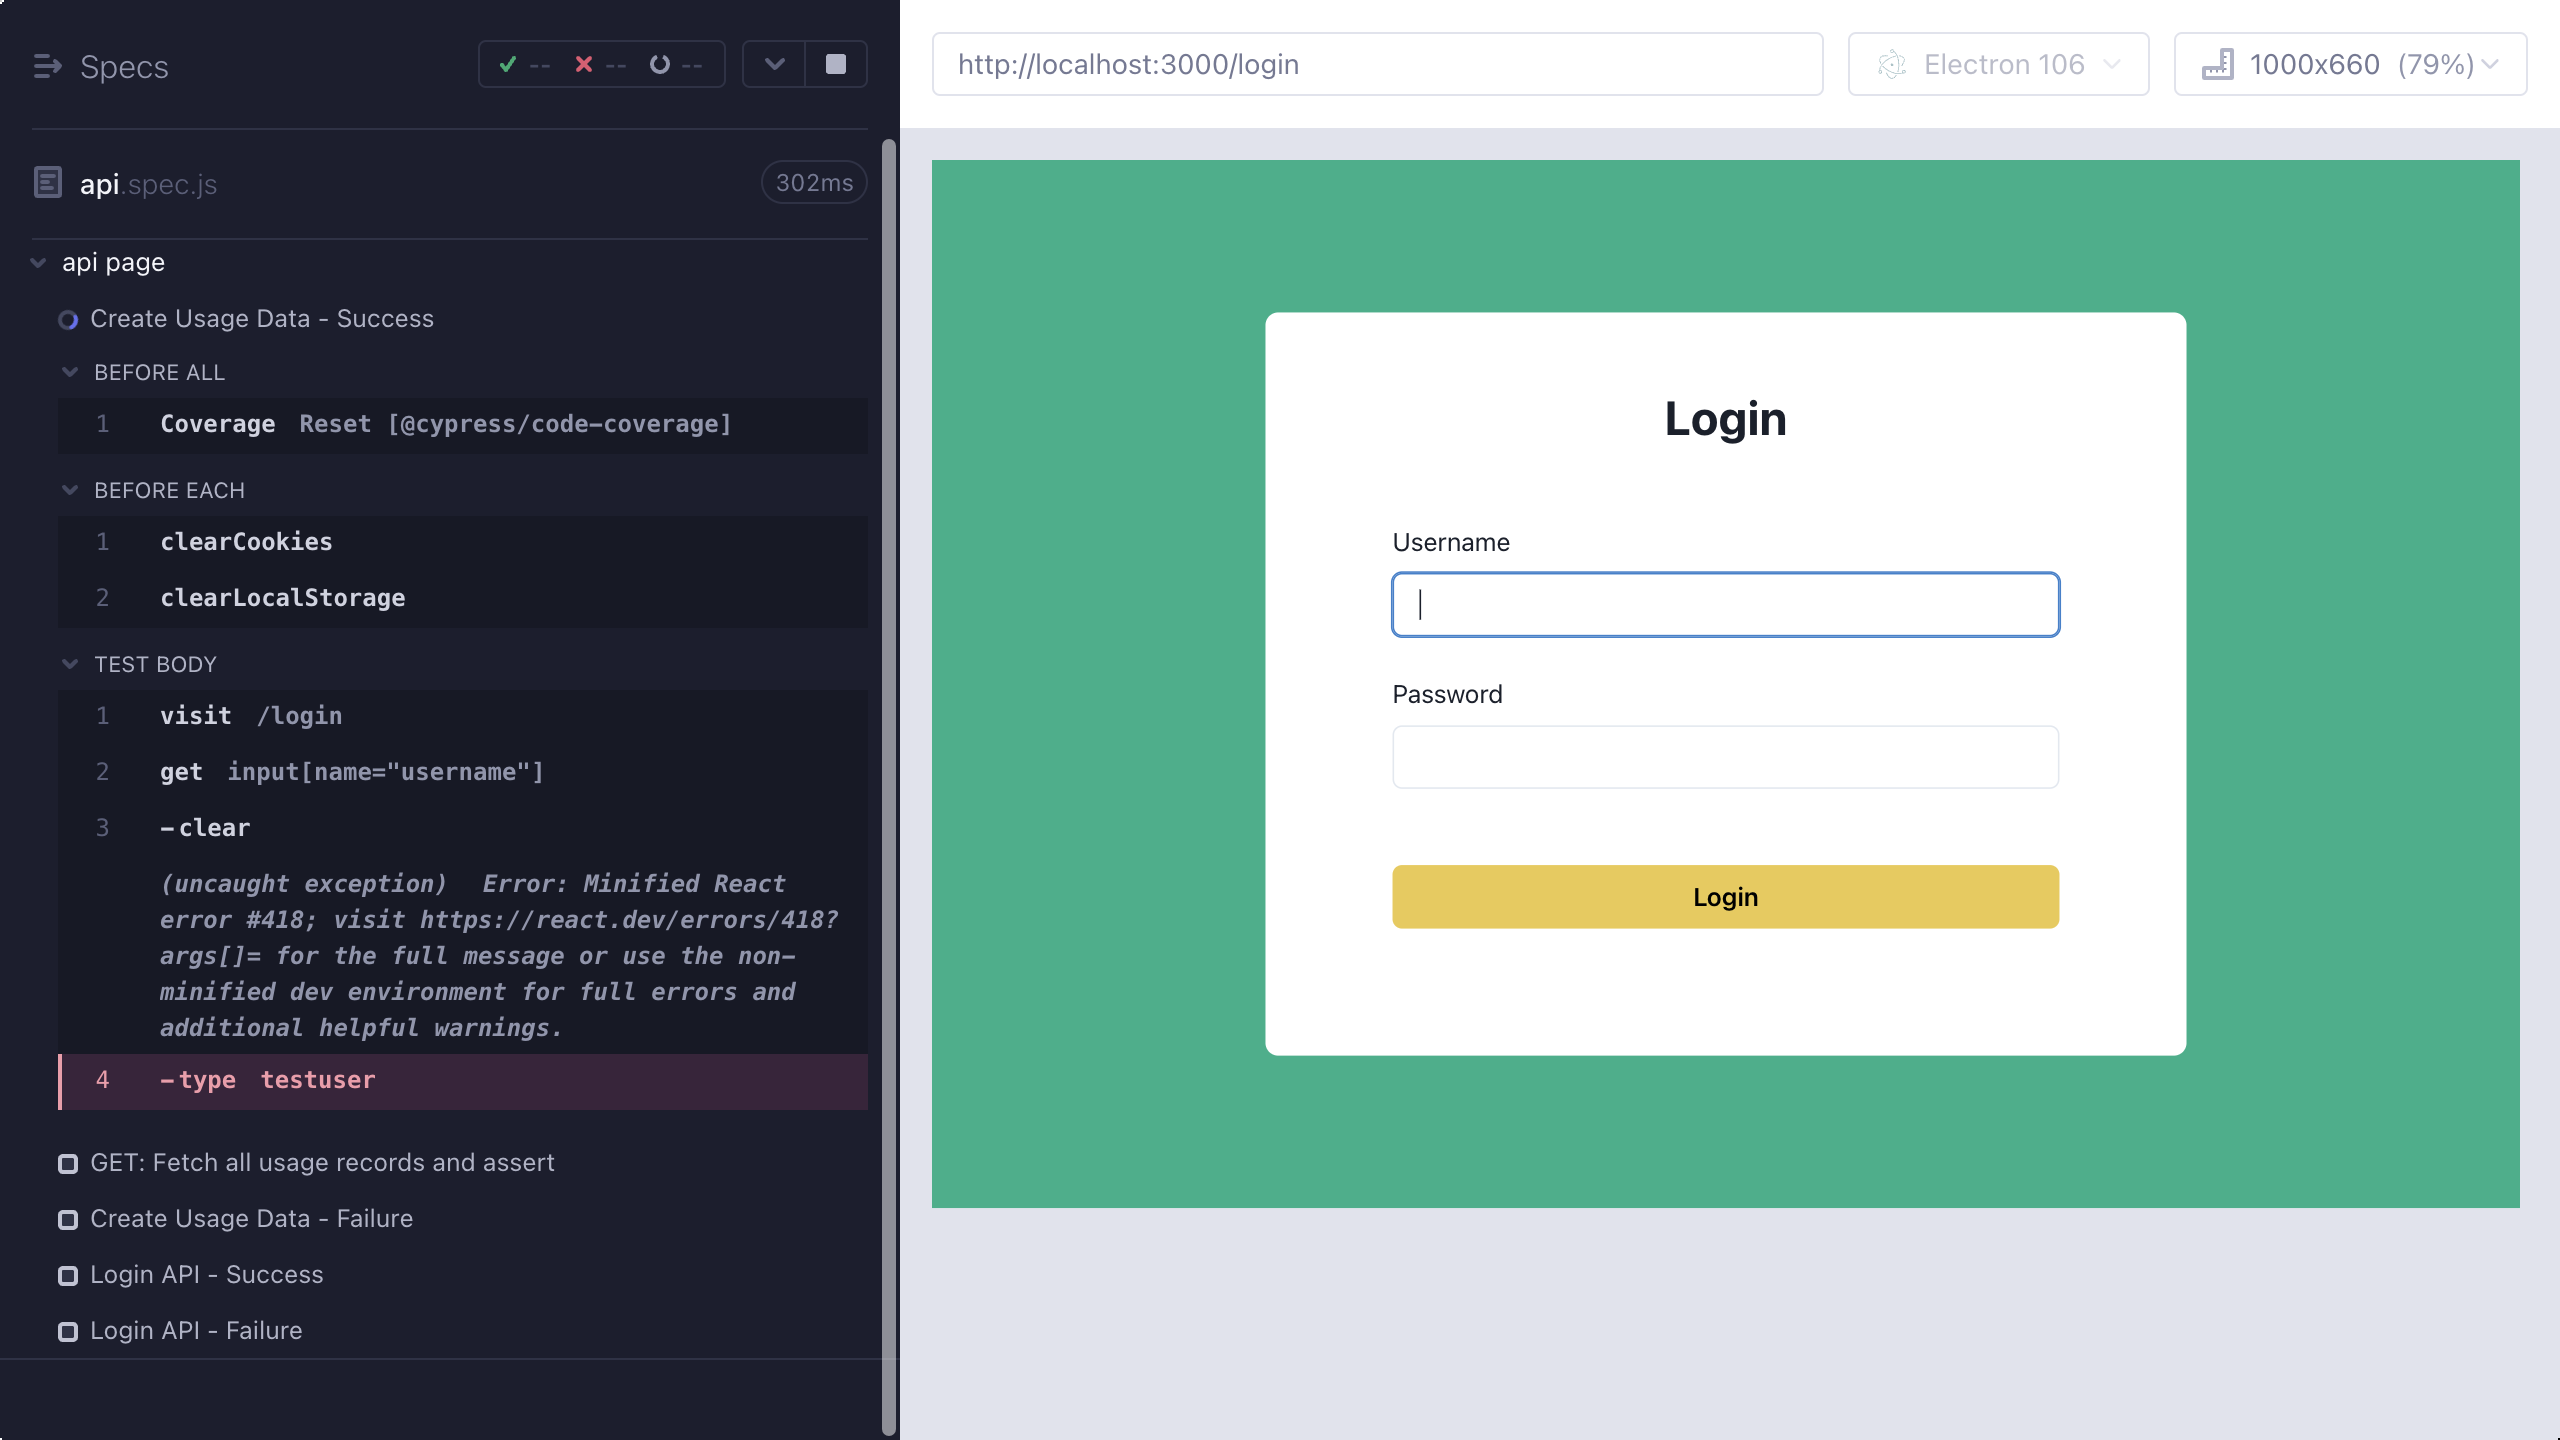 Specs
-- -- --
api.spec.js
302ms
api page
Create Usage Data - Success
BEFORE ALL
1 Coverage Reset [@cypress/code-coverage]
BEFORE EACH
1 clearCookies
2 clearLocalStorage
TEST BODY
1 visit /login
2 get input[name="username"]
3 -clear
(uncaught exception) Error: Minified React
error #418; visit https://react.dev/errors/418?
args[]= for the full message or use the non-
minified dev environment for full errors and
additional helpful warnings.
4 -type testuser
GET: Fetch all usage records and assert
Create Usage Data - Failure
Login API - Success
Login API - Failure
http://localhost:3000/login
Electron 106
1000x660 (79%)
Login
Username
Password
Login